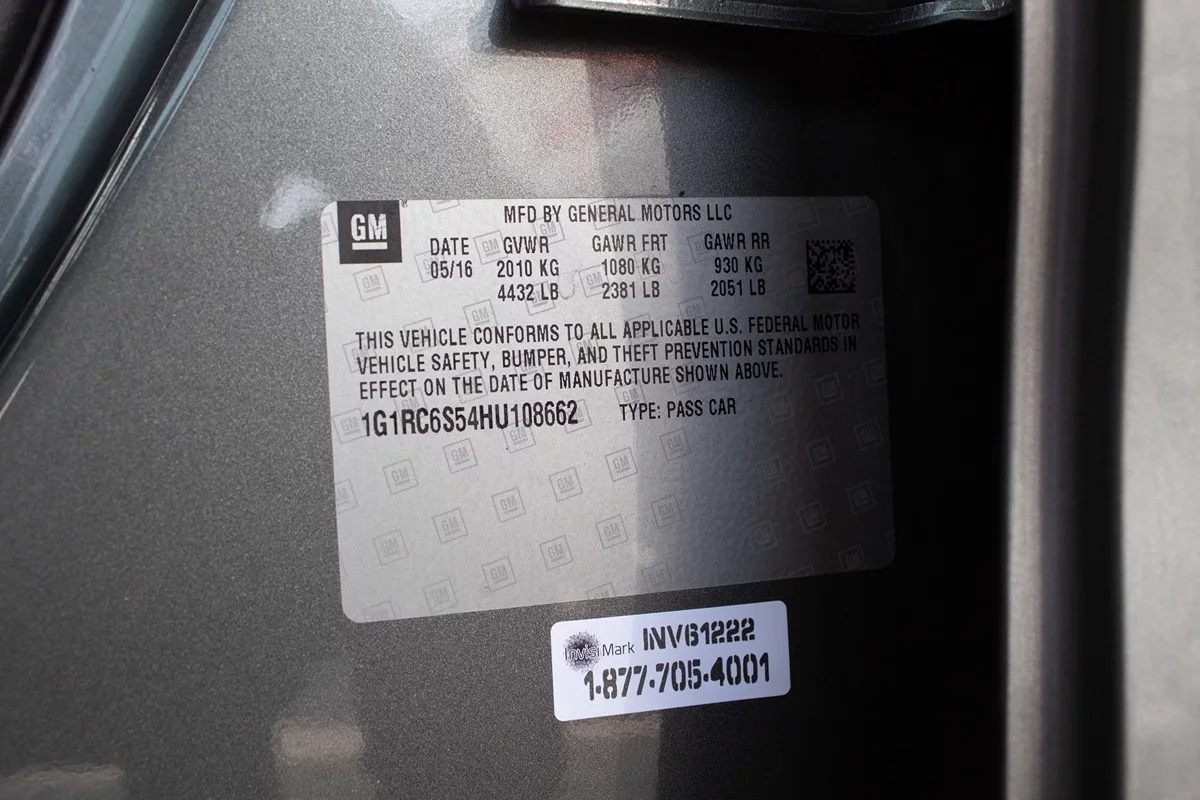 GM
MFD BY GENERAL MOTORS LLC
DATE GVWR GAWR FRT GAWR RR
05/16 2010 KG 1080 KG 930 KG
4432 LB 2381 LB 2051 LB
THIS VEHICLE CONFORMS TO ALL APPLICABLE U.S. FEDERAL MOTOR
VEHICLE SAFETY, BUMPER, AND THEFT PREVENTION STANDARDS IN
EFFECT ON THE DATE OF MANUFACTURE SHOWN ABOVE.
1G1RC6S54HU108662 TYPE: PASS CAR
InvisiMark INV61222
1-877-705-4001